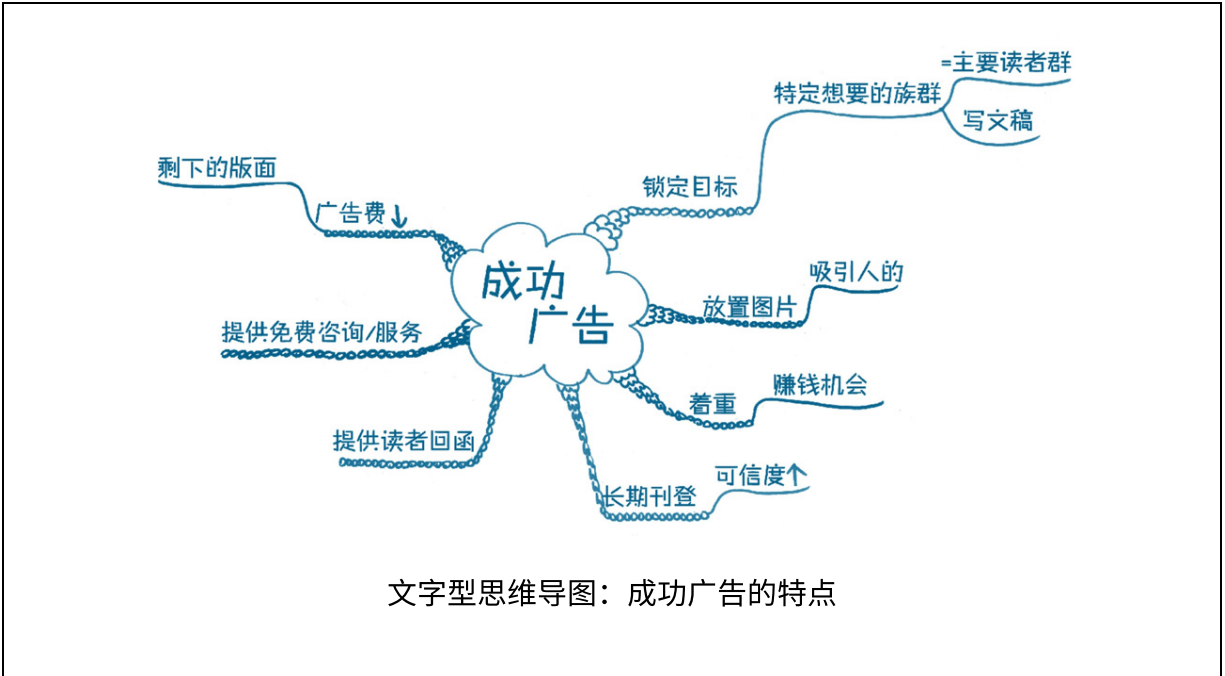 =主要读者群
特定想要的族群
写文稿
锁定目标
剩下的版面
广告费↓
成功
广告
吸引人的
放置图片
提供免费咨询/服务
着重
赚钱机会
提供读者回函
长期刊登
可信度↑
文字型思维导图：成功广告的特点